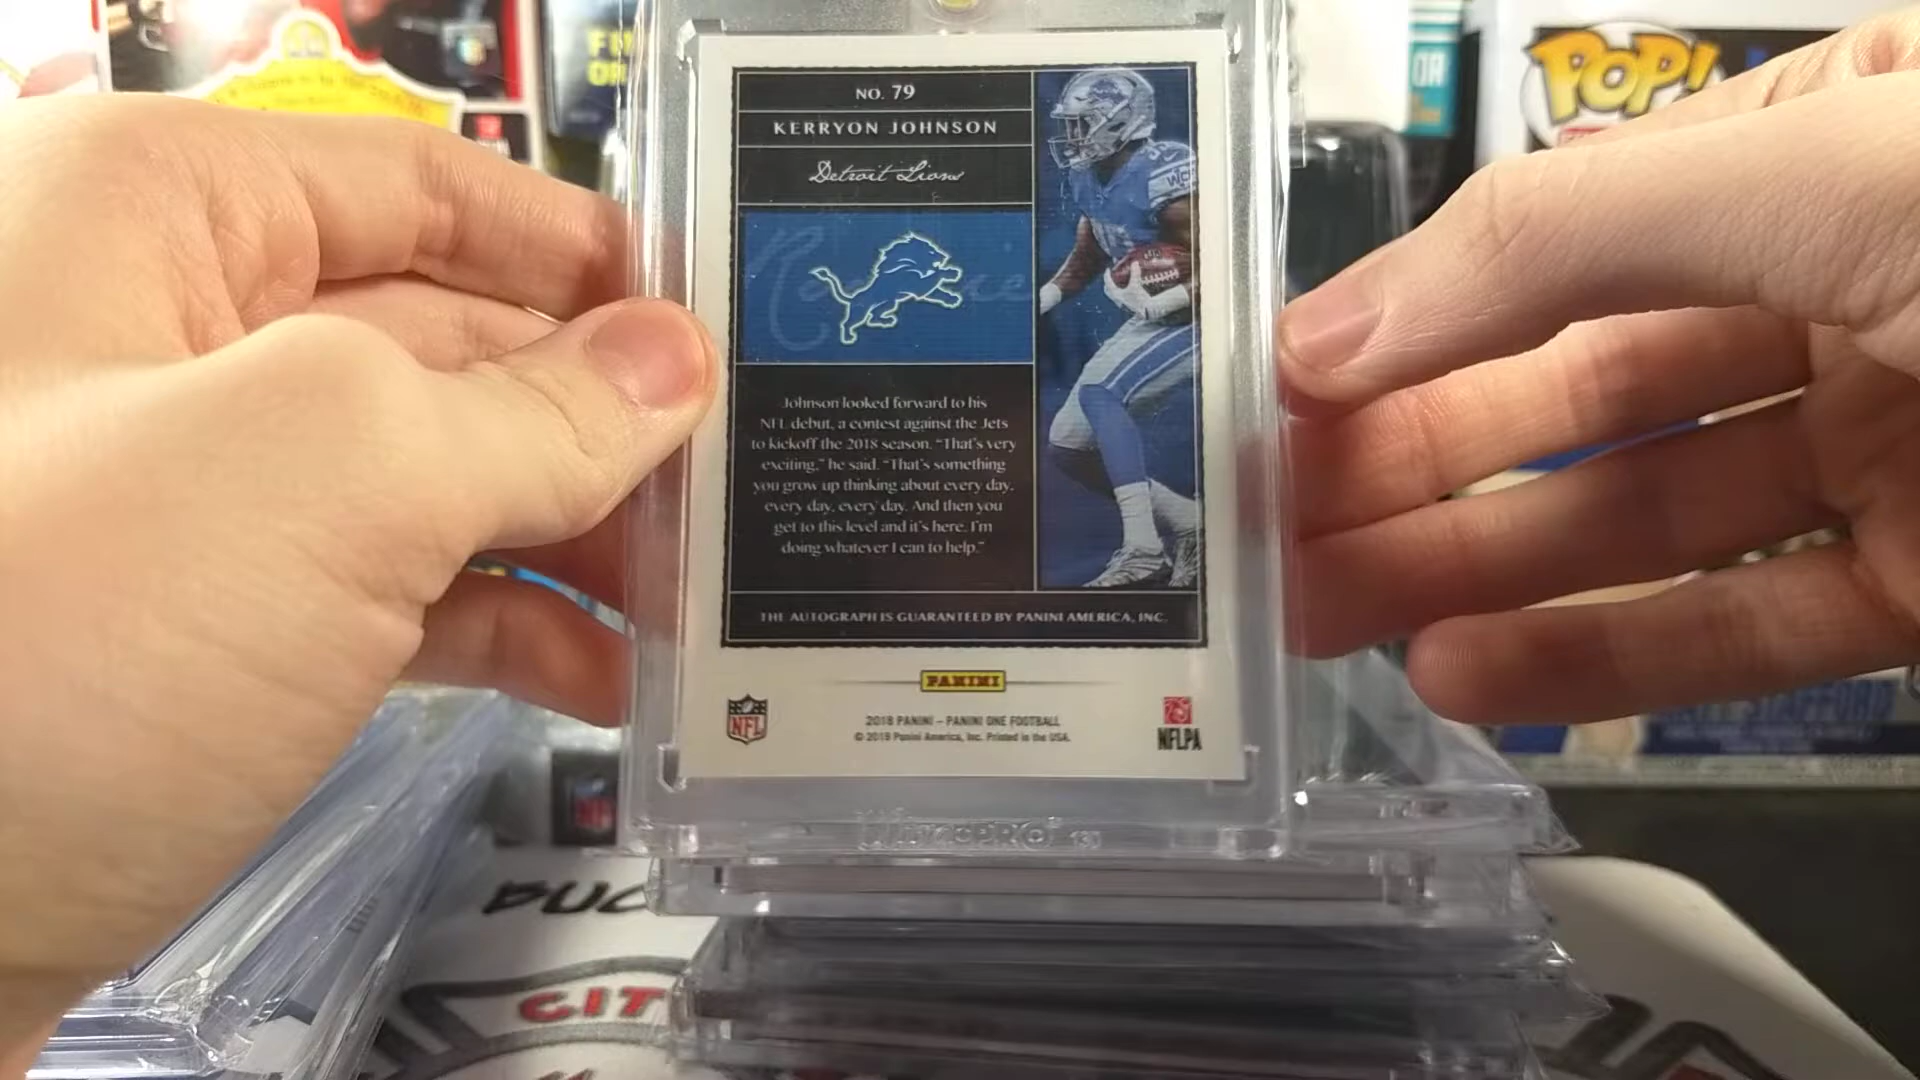 POP!
NO. 79
KERRYON JOHNSON
Detroit Lions
Johnson looked forward to his
NFL debut, a contest against the Jets
to kickoff the 2018 season. “That’s very
exciting,” he said. “That’s something
you grow up thinking about every day,
every day, every day. And then you
get to this level and it’s here. I’m
doing whatever I can to help.”
THE AUTOGRAPH IS GUARANTEED BY PANINI AMERICA, INC.
PANINI
NFL
2018 PANINI – PANINI ONE FOOTBALL
© 2019 Panini America, Inc. Printed in the USA.
NFLPA
CIT